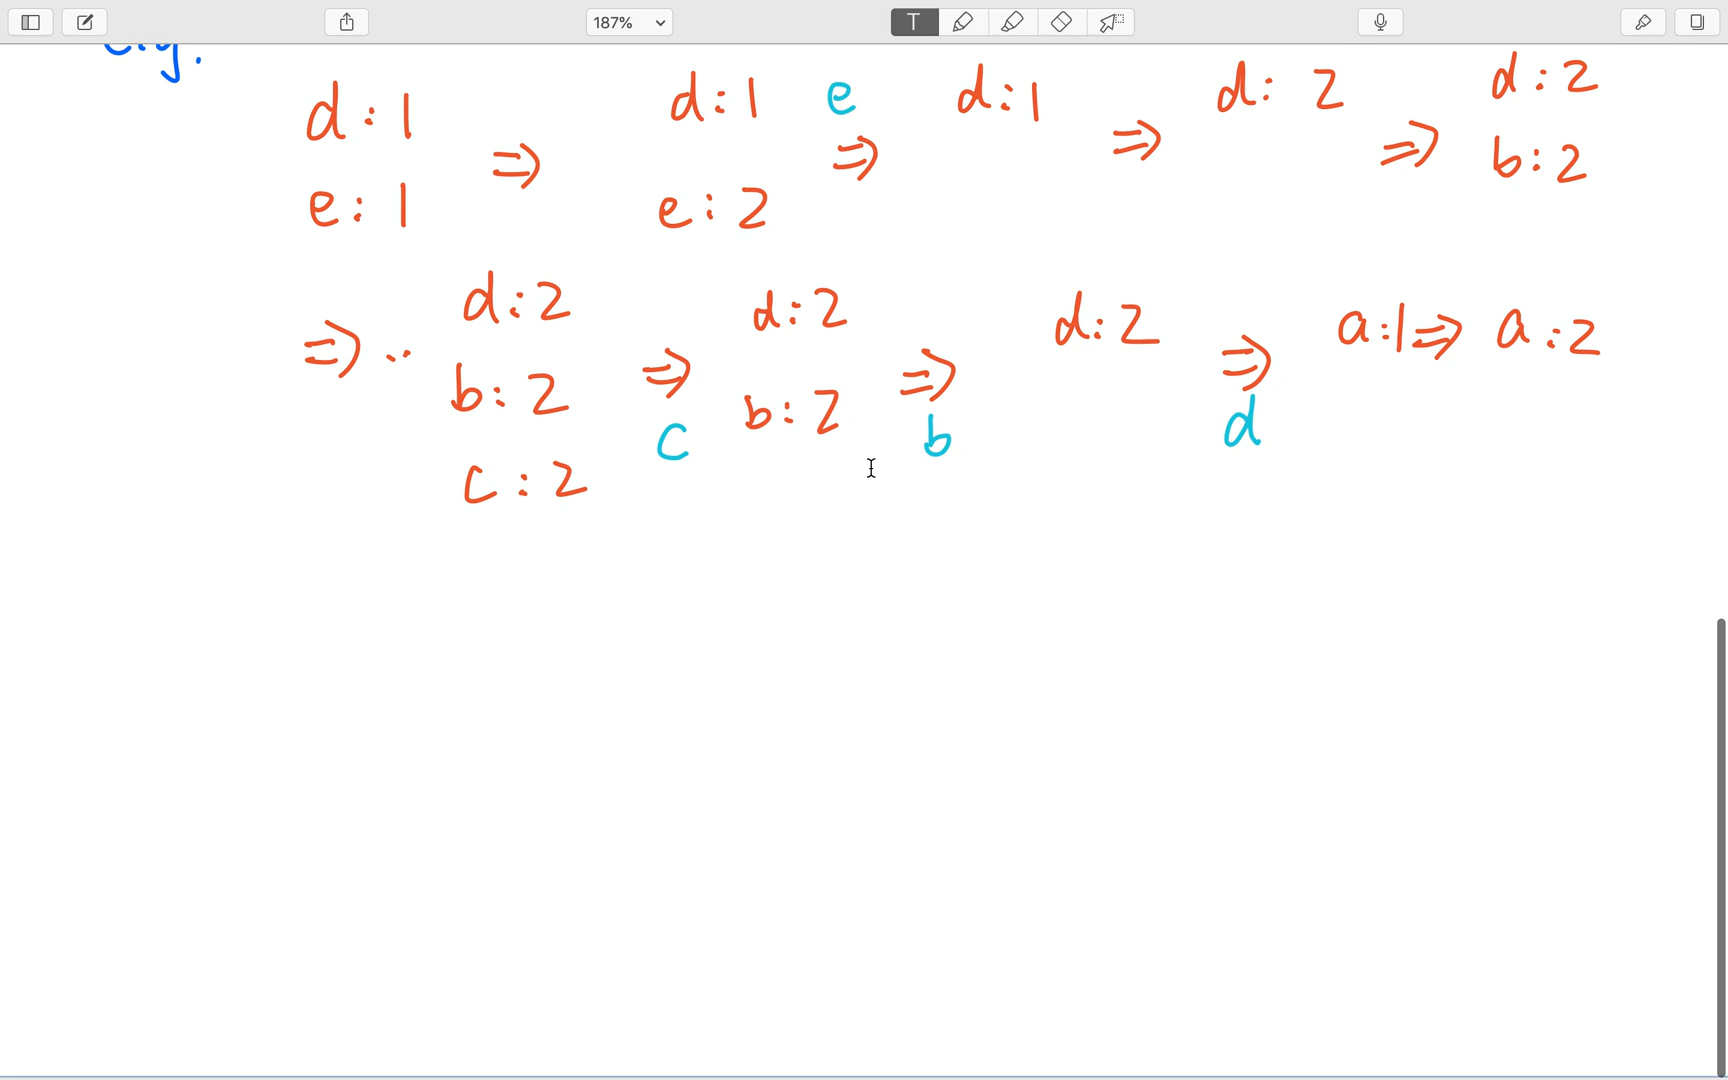 187%
T
e.g.
d:1 ⇒ d:1 e ⇒ d:1 ⇒ d: 2 ⇒ d:2
e:1 e:2 b:2
⇒ .. d:2 ⇒ d:2 ⇒ d:2 ⇒ a:1 ⇒ a:2
b:2 c b:2 b d
c:2